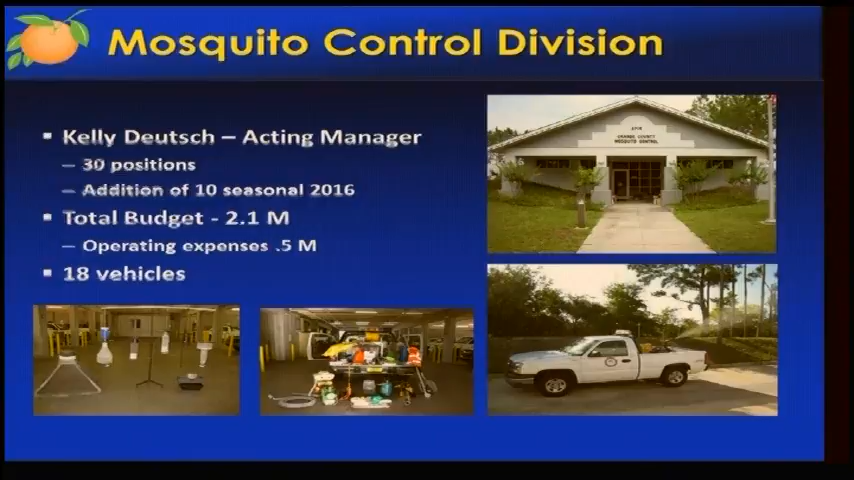 Mosquito Control Division
▪ Kelly Deutsch – Acting Manager
– 30 positions
– Addition of 10 seasonal 2016
▪ Total Budget - 2.1 M
– Operating expenses .5 M
▪ 18 vehicles
ORANGE COUNTY
MOSQUITO CONTROL